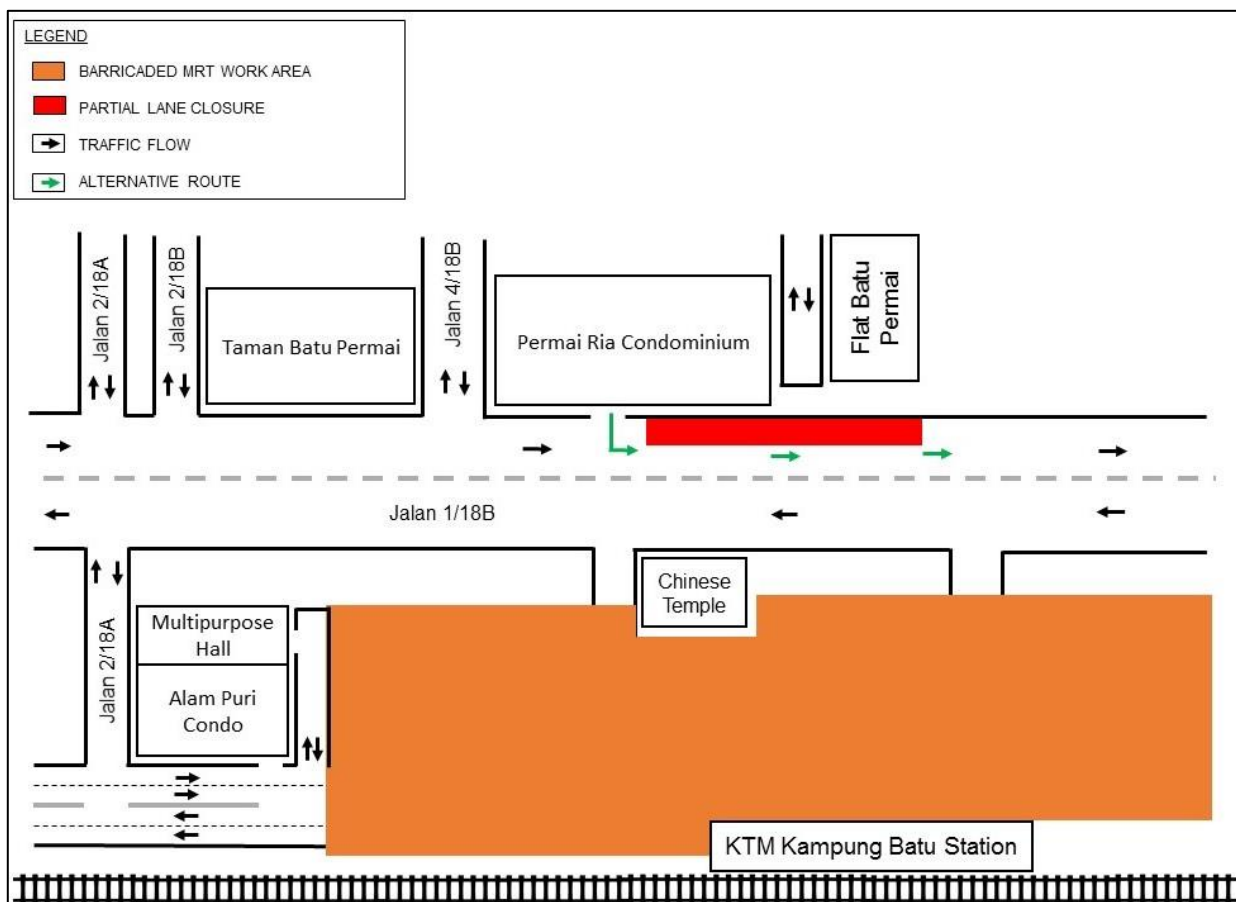 LEGEND
BARRICADED MRT WORK AREA
PARTIAL LANE CLOSURE
TRAFFIC FLOW
ALTERNATIVE ROUTE
Jalan 2/18A
Jalan 2/18B
Taman Batu Permai
Jalan 4/18B
Permai Ria Condominium
Flat Batu
Permai
Jalan 1/18B
Jalan 2/18A
Multipurpose
Hall
Alam Puri
Condo
Chinese
Temple
KTM Kampung Batu Station